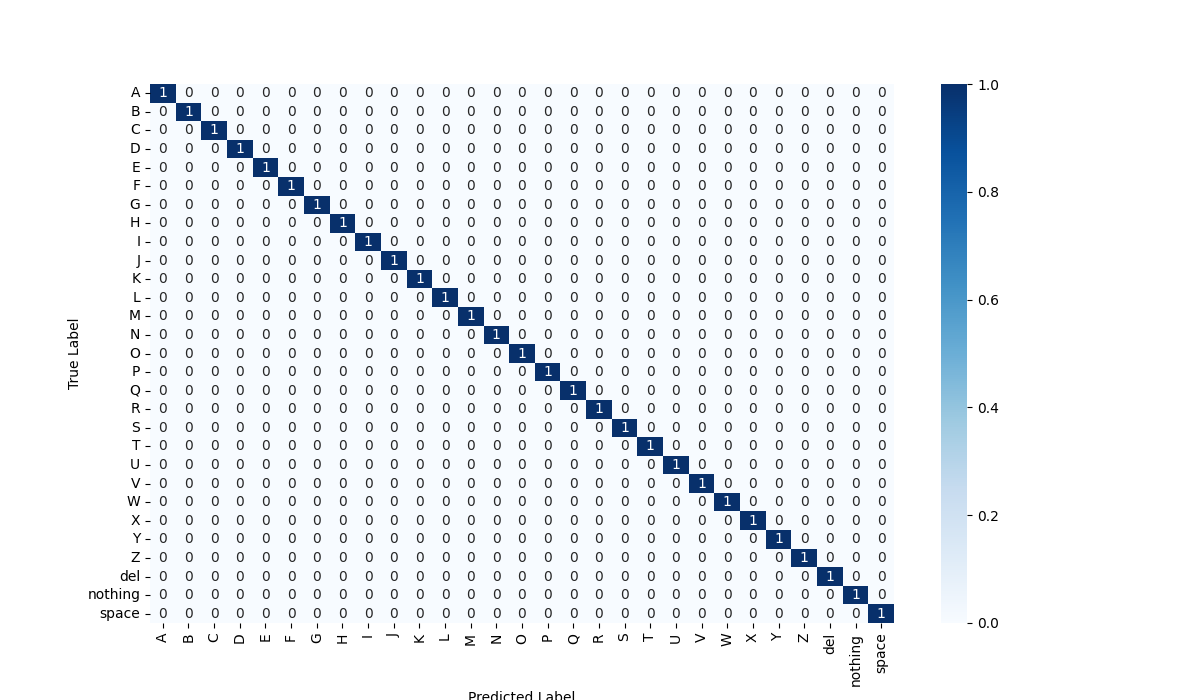 A 1 0 0 0 0 0 0 0 0 0 0 0 0 0 0 0 0 0 0 0 0 0 0 0 0 0 0 0 0 1.0
B 0 1 0 0 0 0 0 0 0 0 0 0 0 0 0 0 0 0 0 0 0 0 0 0 0 0 0 0 0
C 0 0 1 0 0 0 0 0 0 0 0 0 0 0 0 0 0 0 0 0 0 0 0 0 0 0 0 0 0
D 0 0 0 1 0 0 0 0 0 0 0 0 0 0 0 0 0 0 0 0 0 0 0 0 0 0 0 0 0
E 0 0 0 0 1 0 0 0 0 0 0 0 0 0 0 0 0 0 0 0 0 0 0 0 0 0 0 0 0
F 0 0 0 0 0 1 0 0 0 0 0 0 0 0 0 0 0 0 0 0 0 0 0 0 0 0 0 0 0
0.8
G 0 0 0 0 0 0 1 0 0 0 0 0 0 0 0 0 0 0 0 0 0 0 0 0 0 0 0 0 0
H 0 0 0 0 0 0 0 1 0 0 0 0 0 0 0 0 0 0 0 0 0 0 0 0 0 0 0 0 0
I 0 0 0 0 0 0 0 0 1 0 0 0 0 0 0 0 0 0 0 0 0 0 0 0 0 0 0 0 0
J 0 0 0 0 0 0 0 0 0 1 0 0 0 0 0 0 0 0 0 0 0 0 0 0 0 0 0 0 0
K 0 0 0 0 0 0 0 0 0 0 1 0 0 0 0 0 0 0 0 0 0 0 0 0 0 0 0 0 0
L 0 0 0 0 0 0 0 0 0 0 0 1 0 0 0 0 0 0 0 0 0 0 0 0 0 0 0 0 0
0.6
M 0 0 0 0 0 0 0 0 0 0 0 0 1 0 0 0 0 0 0 0 0 0 0 0 0 0 0 0 0
N 0 0 0 0 0 0 0 0 0 0 0 0 0 1 0 0 0 0 0 0 0 0 0 0 0 0 0 0 0
O 0 0 0 0 0 0 0 0 0 0 0 0 0 0 1 0 0 0 0 0 0 0 0 0 0 0 0 0 0
True Label
P 0 0 0 0 0 0 0 0 0 0 0 0 0 0 0 1 0 0 0 0 0 0 0 0 0 0 0 0 0
Q 0 0 0 0 0 0 0 0 0 0 0 0 0 0 0 0 1 0 0 0 0 0 0 0 0 0 0 0 0
R 0 0 0 0 0 0 0 0 0 0 0 0 0 0 0 0 0 1 0 0 0 0 0 0 0 0 0 0 0 0.4
S 0 0 0 0 0 0 0 0 0 0 0 0 0 0 0 0 0 0 1 0 0 0 0 0 0 0 0 0 0
T 0 0 0 0 0 0 0 0 0 0 0 0 0 0 0 0 0 0 0 1 0 0 0 0 0 0 0 0 0
U 0 0 0 0 0 0 0 0 0 0 0 0 0 0 0 0 0 0 0 0 1 0 0 0 0 0 0 0 0
V 0 0 0 0 0 0 0 0 0 0 0 0 0 0 0 0 0 0 0 0 0 1 0 0 0 0 0 0 0
W 0 0 0 0 0 0 0 0 0 0 0 0 0 0 0 0 0 0 0 0 0 0 1 0 0 0 0 0 0
X 0 0 0 0 0 0 0 0 0 0 0 0 0 0 0 0 0 0 0 0 0 0 0 1 0 0 0 0 0 0.2
Y 0 0 0 0 0 0 0 0 0 0 0 0 0 0 0 0 0 0 0 0 0 0 0 0 1 0 0 0 0
Z 0 0 0 0 0 0 0 0 0 0 0 0 0 0 0 0 0 0 0 0 0 0 0 0 0 1 0 0 0
del 0 0 0 0 0 0 0 0 0 0 0 0 0 0 0 0 0 0 0 0 0 0 0 0 0 0 1 0 0
nothing 0 0 0 0 0 0 0 0 0 0 0 0 0 0 0 0 0 0 0 0 0 0 0 0 0 0 0 1 0
space 0 0 0 0 0 0 0 0 0 0 0 0 0 0 0 0 0 0 0 0 0 0 0 0 0 0 0 0 1 0.0
A B C D E F G H I J K L M N O P Q R S T U V W X Y Z del nothing space
Predicted Label